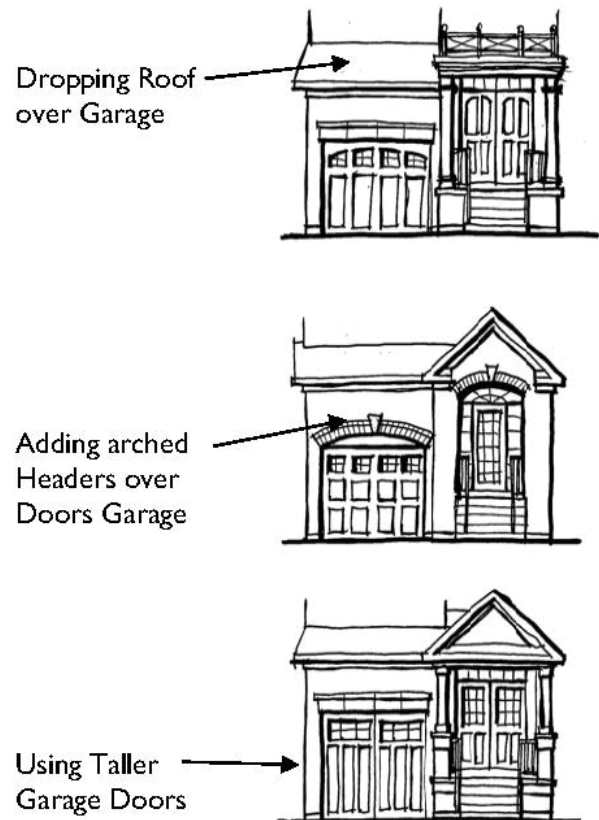 Dropping Roof
over Garage
Adding arched
Headers over
Doors Garage
Using Taller
Garage Doors